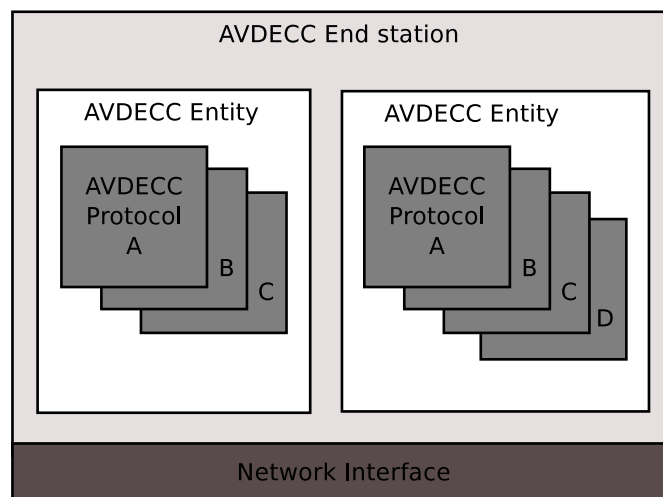 AVDECC End station
AVDECC Entity
AVDECC
Protocol
A
B
C
AVDECC Entity
AVDECC
Protocol
A
B
C
D
Network Interface